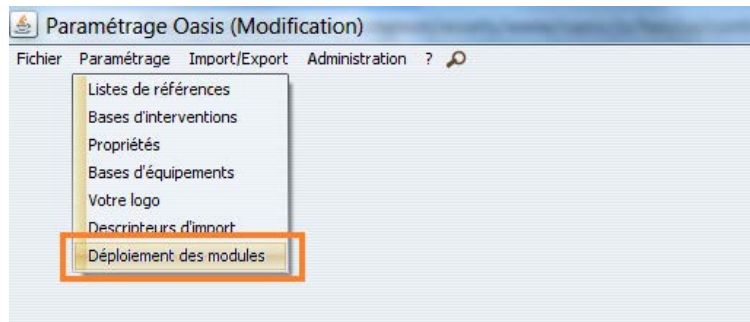 Paramétrage Oasis (Modification)
Fichier Paramétrage Import/Export Administration ?
Listes de références
Bases d'interventions
Propriétés
Bases d'équipements
Votre logo
Descripteurs d'import
Déploiement des modules